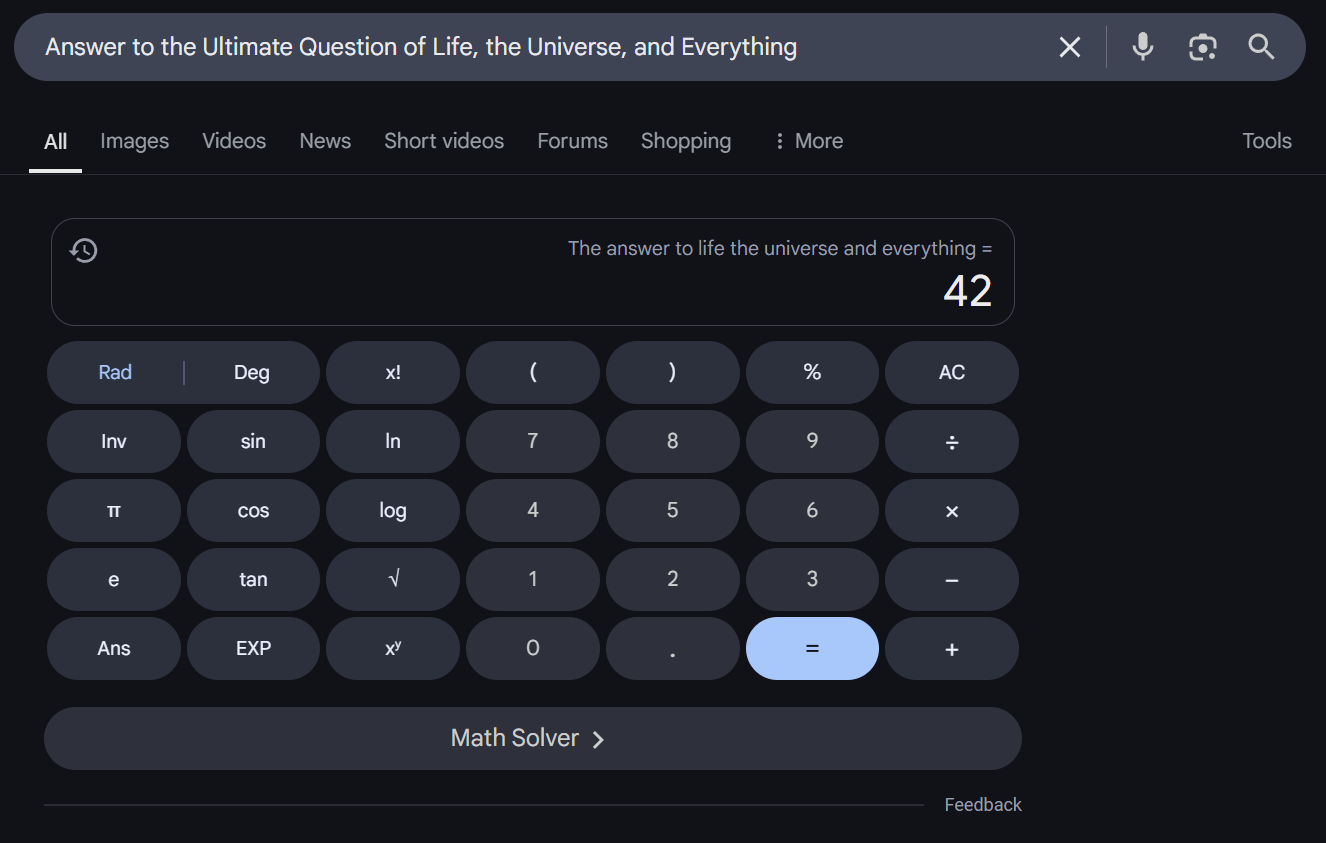 Answer to the Ultimate Question of Life, the Universe, and Everything
All Images Videos News Short videos Forums Shopping More Tools
The answer to life the universe and everything =
42
Rad | Deg x! ( ) % AC
Inv sin ln 7 8 9 ÷
π cos log 4 5 6 ×
e tan √ 1 2 3 −
Ans EXP xʸ 0 . = +
Math Solver
Feedback